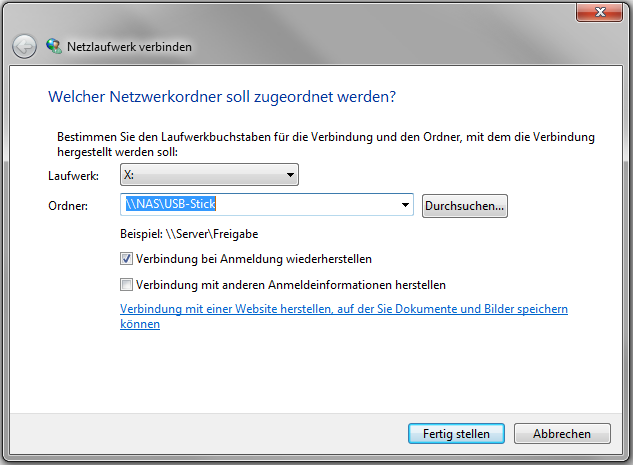 Netzlaufwerk verbinden
Welcher Netzwerkordner soll zugeordnet werden?
Bestimmen Sie den Laufwerkbuchstaben für die Verbindung und den Ordner, mit dem die Verbindung
hergestellt werden soll:
Laufwerk: X:
Ordner: \\NAS\USB-Stick Durchsuchen...
Beispiel: \\Server\Freigabe
Verbindung bei Anmeldung wiederherstellen
Verbindung mit anderen Anmeldeinformationen herstellen
Verbindung mit einer Website herstellen, auf der Sie Dokumente und Bilder speichern
können
Fertig stellen Abbrechen